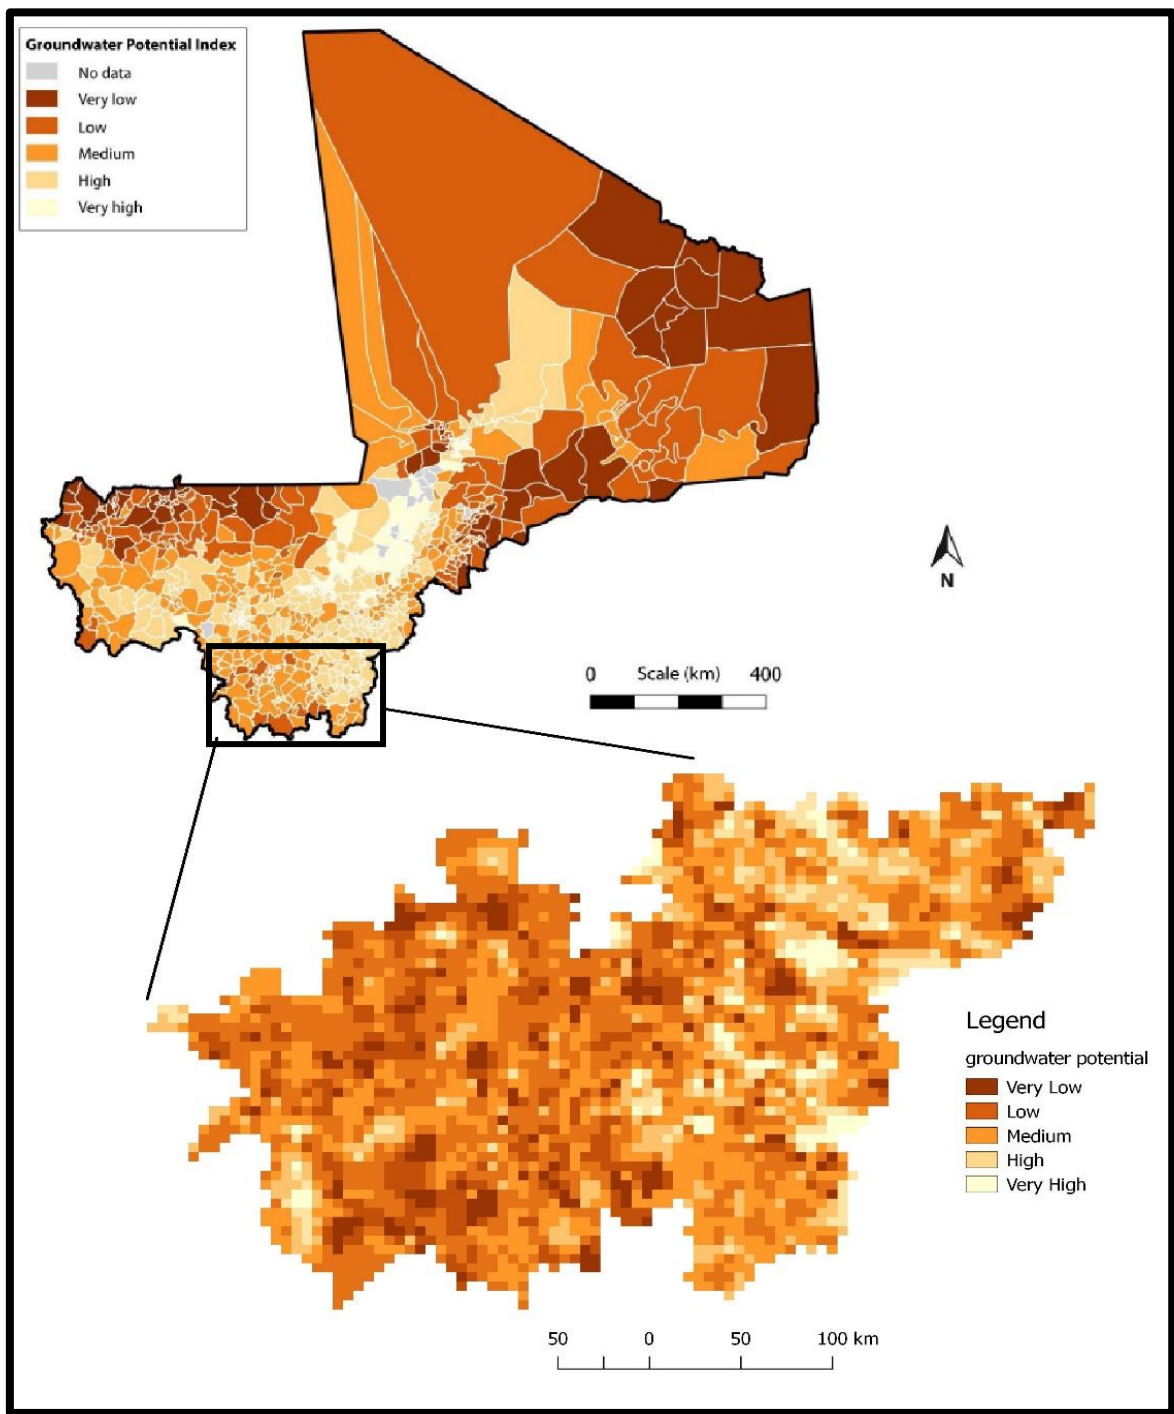 Groundwater Potential Index
No data
Very low
Low
Medium
High
Very high
N
0 Scale (km) 400
Legend
groundwater potential
Very Low
Low
Medium
High
Very High
50 0 50 100 km